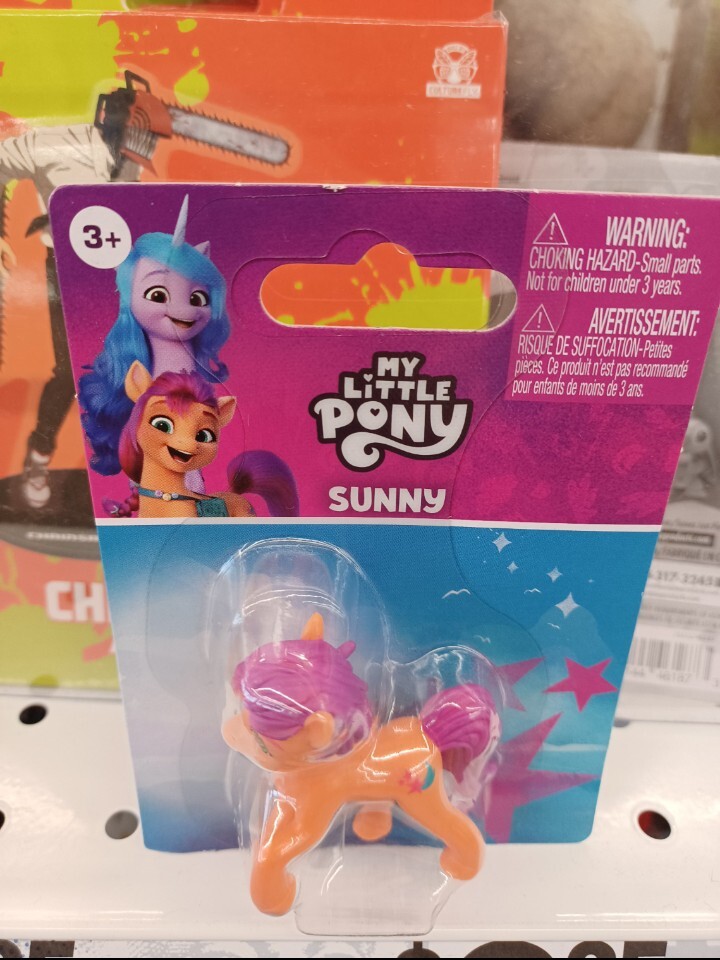 3+
WARNING:
CHOKING HAZARD-Small parts.
Not for children under 3 years.
AVERTISSEMENT:
RISQUE DE SUFFOCATION-Petites
pièces. Ce produit n'est pas recommandé
pour enfants de moins de 3 ans.
MY
LITTLE
PONY
SUNNY
CH